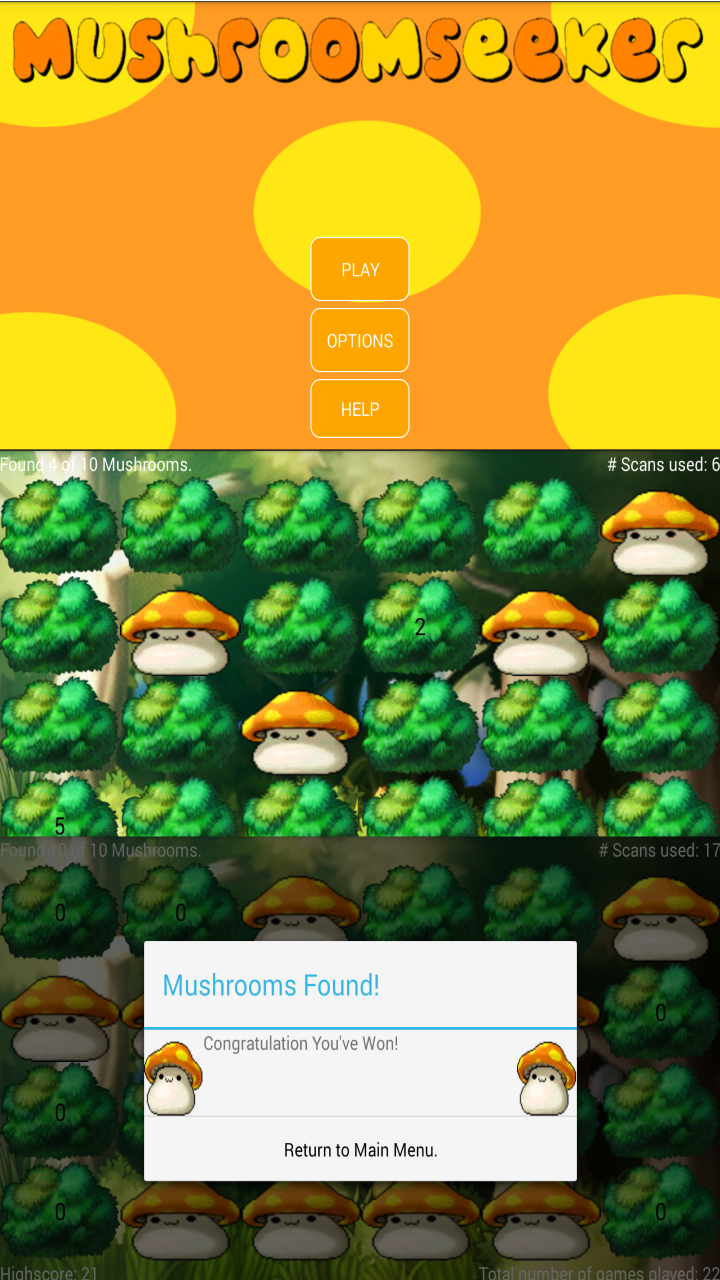 Mushroomseeker
PLAY
OPTIONS
HELP
Found 4 of 10 Mushrooms. # Scans used: 6
2
5
Found 10 of 10 Mushrooms. # Scans used: 17
0 0
Mushrooms Found!
0
Congratulation You've Won!
0
Return to Main Menu.
0 0
Highscore: 21 Total number of games played: 22